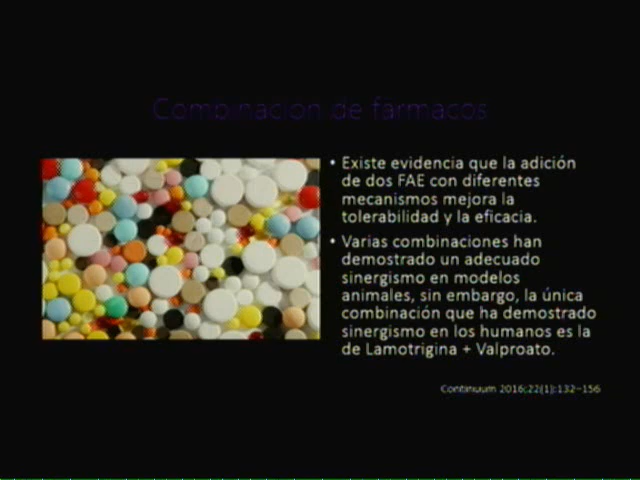 Combinación de fármacos
• Existe evidencia que la adición
de dos FAE con diferentes
mecanismos mejora la
tolerabilidad y la eficacia.
• Varias combinaciones han
demostrado un adecuado
sinergismo en modelos
animales, sin embargo, la única
combinación que ha demostrado
sinergismo en los humanos es la
de Lamotrigina + Valproato.
Continuum 2016;22(1):132–156